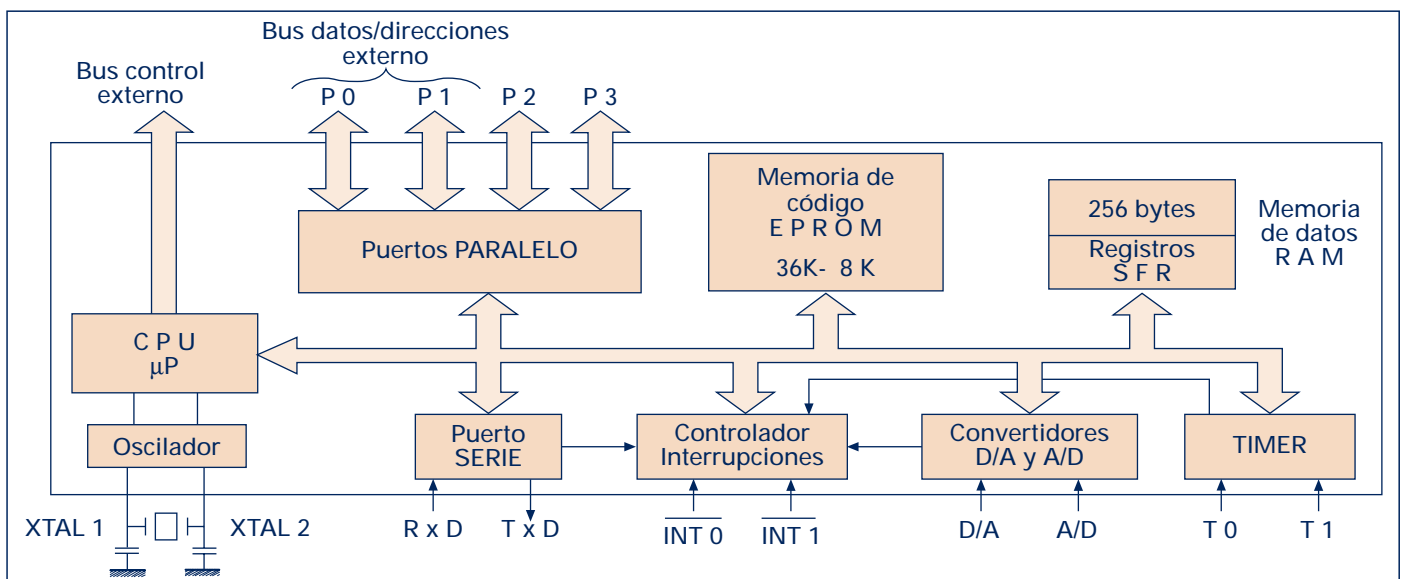 Bus datos/direcciones
externo
Bus control
externo
P 0
P 1
P 2
P 3
Puertos PARALELO
Memoria de
código
E P R O M
36K- 8 K
256 bytes
Registros
S F R
Memoria
de datos
R A M
C P U
µP
Oscilador
Puerto
SERIE
Controlador
Interrupciones
Convertidores
D/A y A/D
TIMER
XTAL 1
XTAL 2
R x D
T x D
INT 0
INT 1
D/A
A/D
T 0
T 1